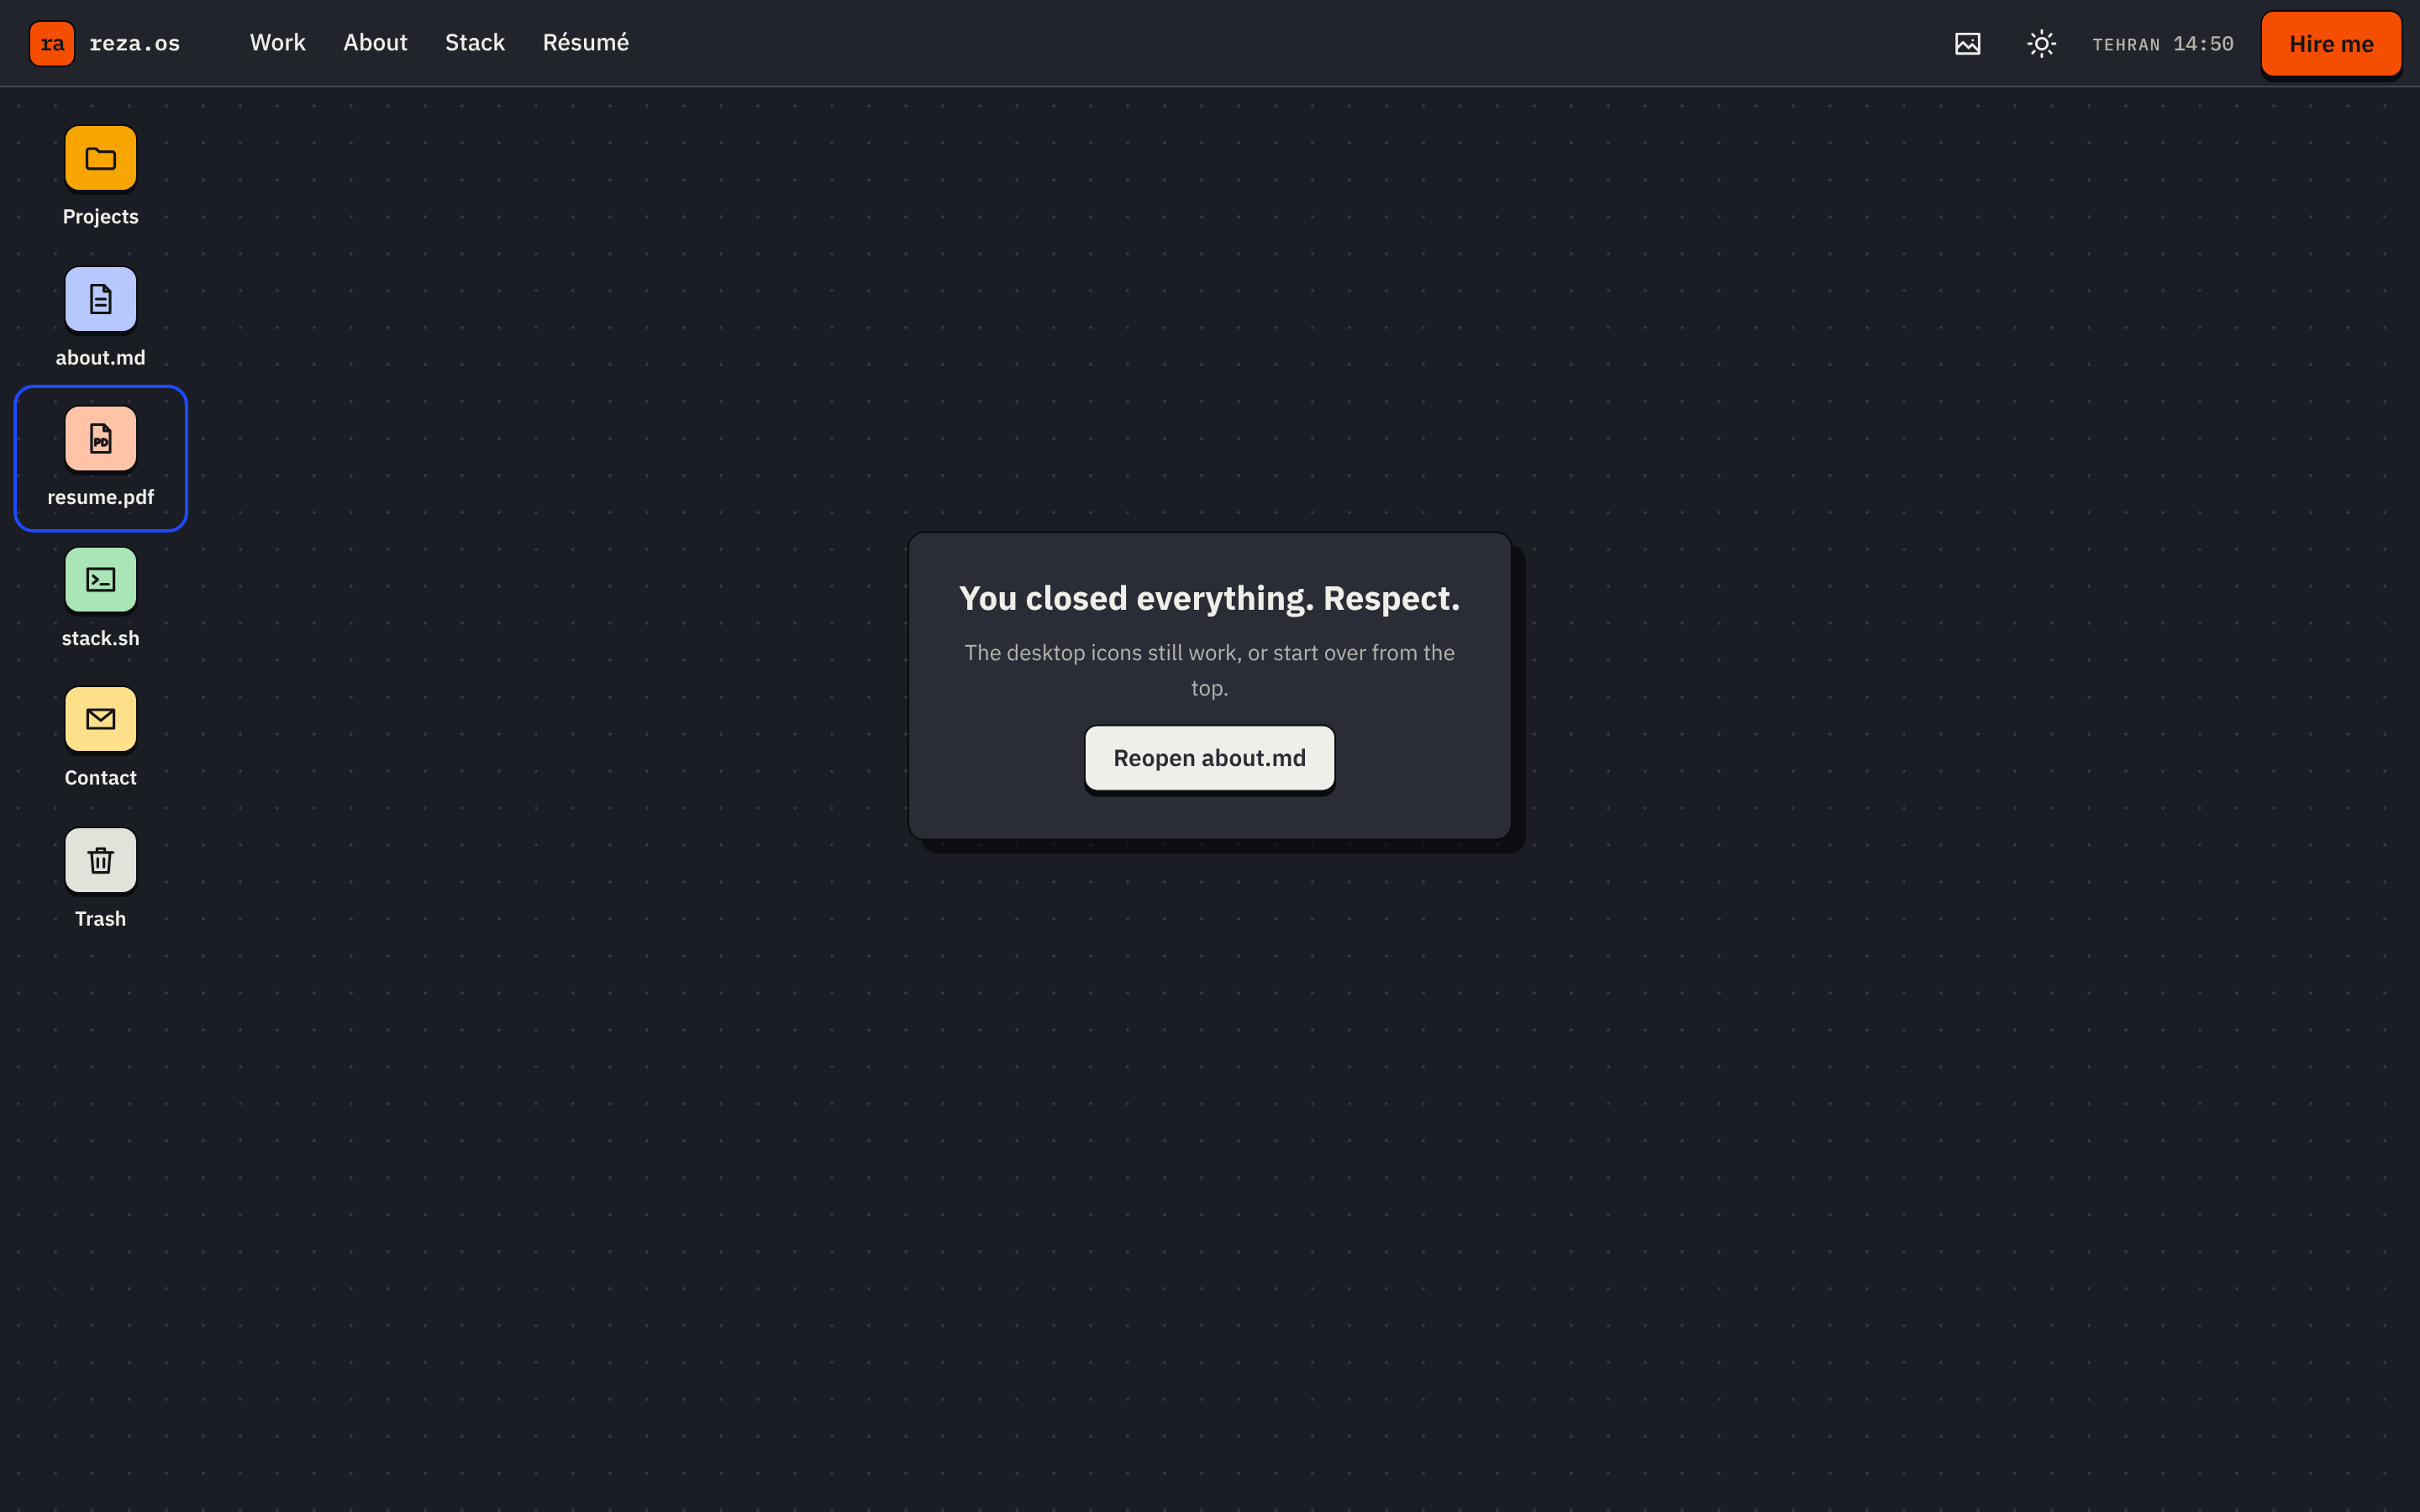 ra reza.os Work About Stack Résumé TEHRAN 14:50 Hire me
Projects
about.md
PD
resume.pdf
stack.sh
Contact
Trash
You closed everything. Respect.
The desktop icons still work, or start over from the
top.
Reopen about.md